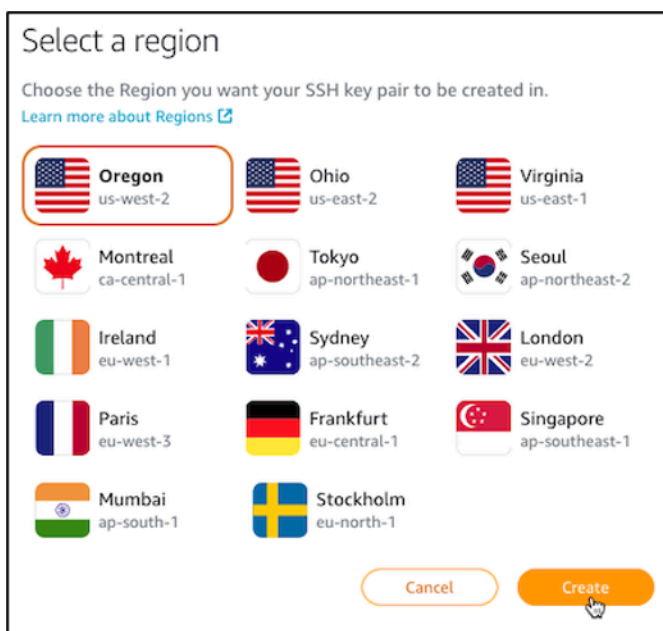 Select a region
Choose the Region you want your SSH key pair to be created in.
Learn more about Regions
Oregon
us-west-2
Ohio
us-east-2
Virginia
us-east-1
Montreal
ca-central-1
Tokyo
ap-northeast-1
Seoul
ap-northeast-2
Ireland
eu-west-1
Sydney
ap-southeast-2
London
eu-west-2
Paris
eu-west-3
Frankfurt
eu-central-1
Singapore
ap-southeast-1
Mumbai
ap-south-1
Stockholm
eu-north-1
Cancel
Create